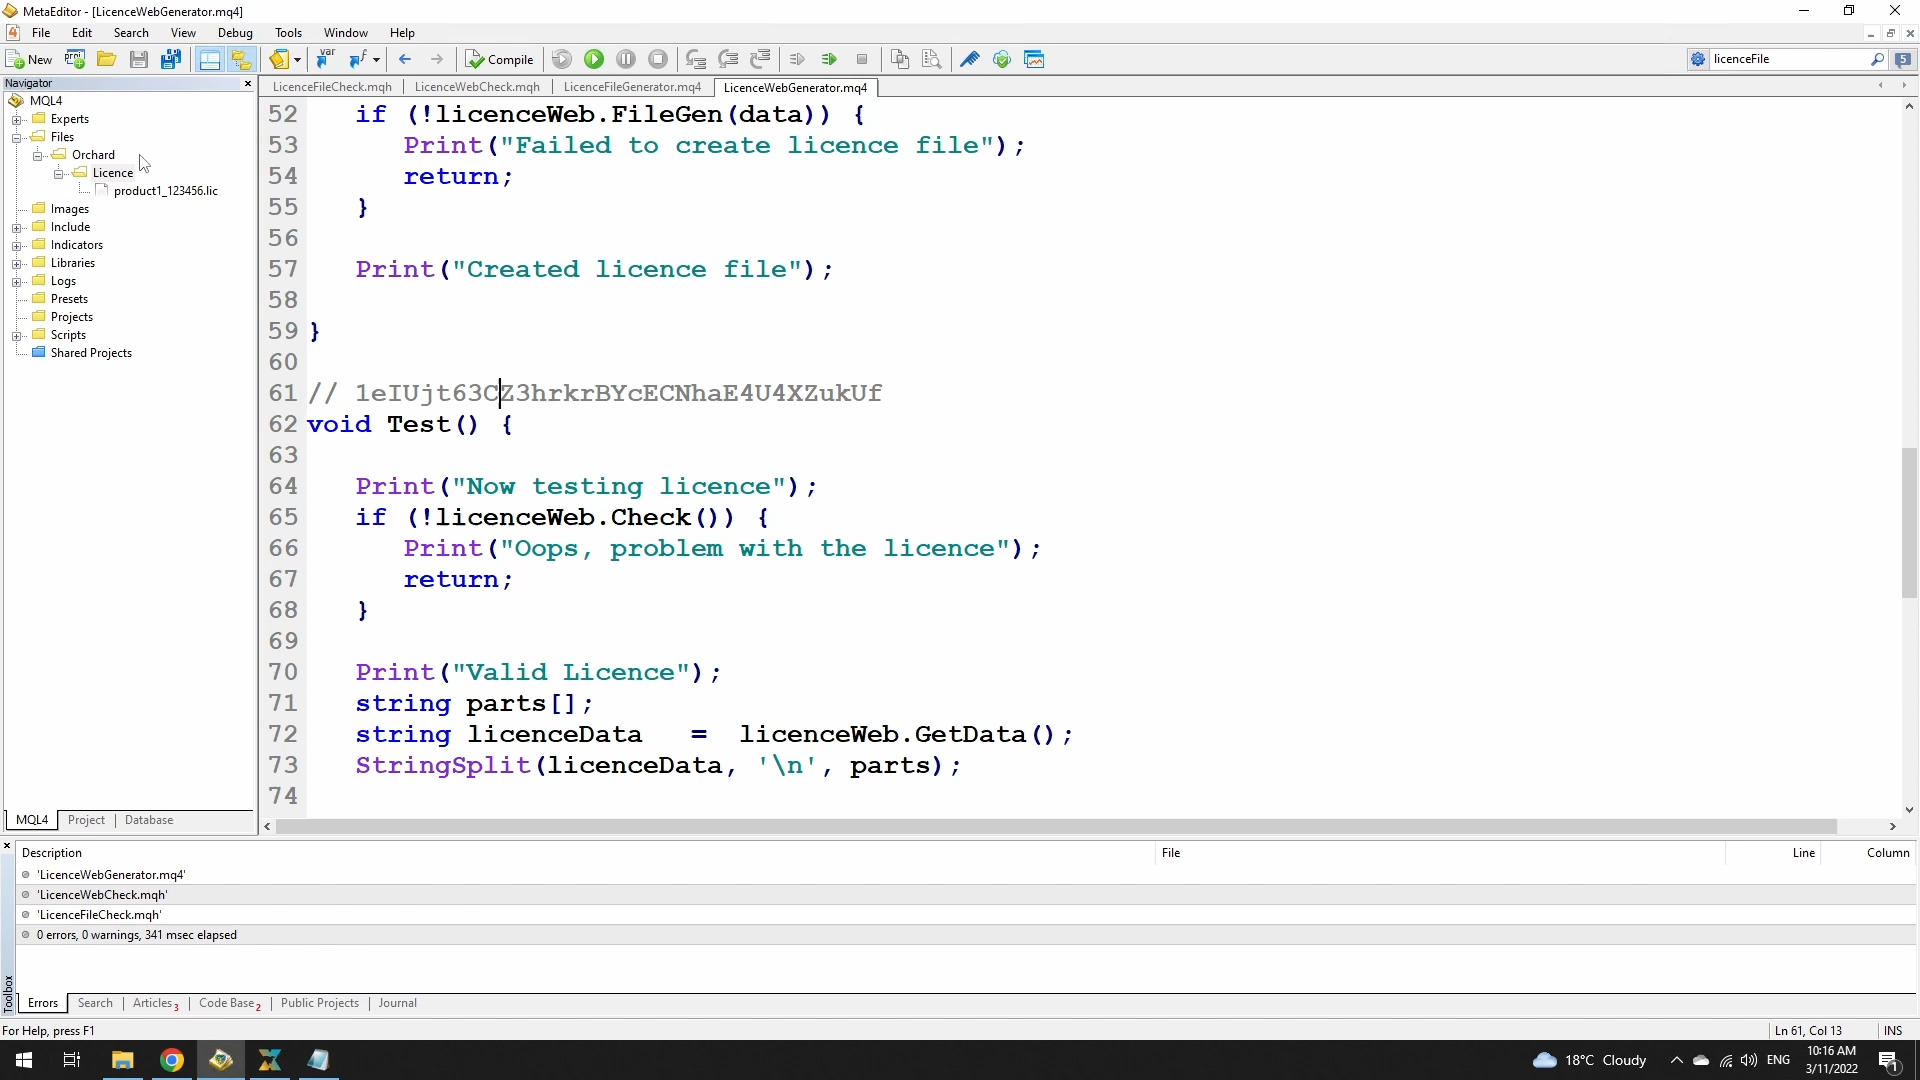 MetaEditor - [LicenceWebGenerator.mq4]
File Edit Search View Debug Tools Window Help
New Compile licenceFile 5
Navigator
MQL4
Experts
Files
Orchard
Licence
product1_123456.lic
Images
Include
Indicators
Libraries
Logs
Presets
Projects
Scripts
Shared Projects
MQL4 Project Database
LicenceFileCheck.mqh LicenceWebCheck.mqh LicenceFileGenerator.mq4 LicenceWebGenerator.mq4
52 if (!licenceWeb.FileGen(data)) {
53 Print("Failed to create licence file");
54 return;
55 }
56
57 Print("Created licence file");
58
59 }
60
61 // 1eIUjt63CZ3hrkrBYcECNhaE4U4XZukUf
62 void Test() {
63
64 Print("Now testing licence");
65 if (!licenceWeb.Check()) {
66 Print("Oops, problem with the licence");
67 return;
68 }
69
70 Print("Valid Licence");
71 string parts[];
72 string licenceData = licenceWeb.GetData();
73 StringSplit(licenceData, '\n', parts);
74
Description File Line Column
'LicenceWebGenerator.mq4'
'LicenceWebCheck.mqh'
'LicenceFileCheck.mqh'
0 errors, 0 warnings, 341 msec elapsed
Toolbox
Errors Search Articles 3 Code Base 2 Public Projects Journal
For Help, press F1 Ln 61, Col 13 INS
18°C Cloudy ENG 10:16 AM
3/11/2022 1